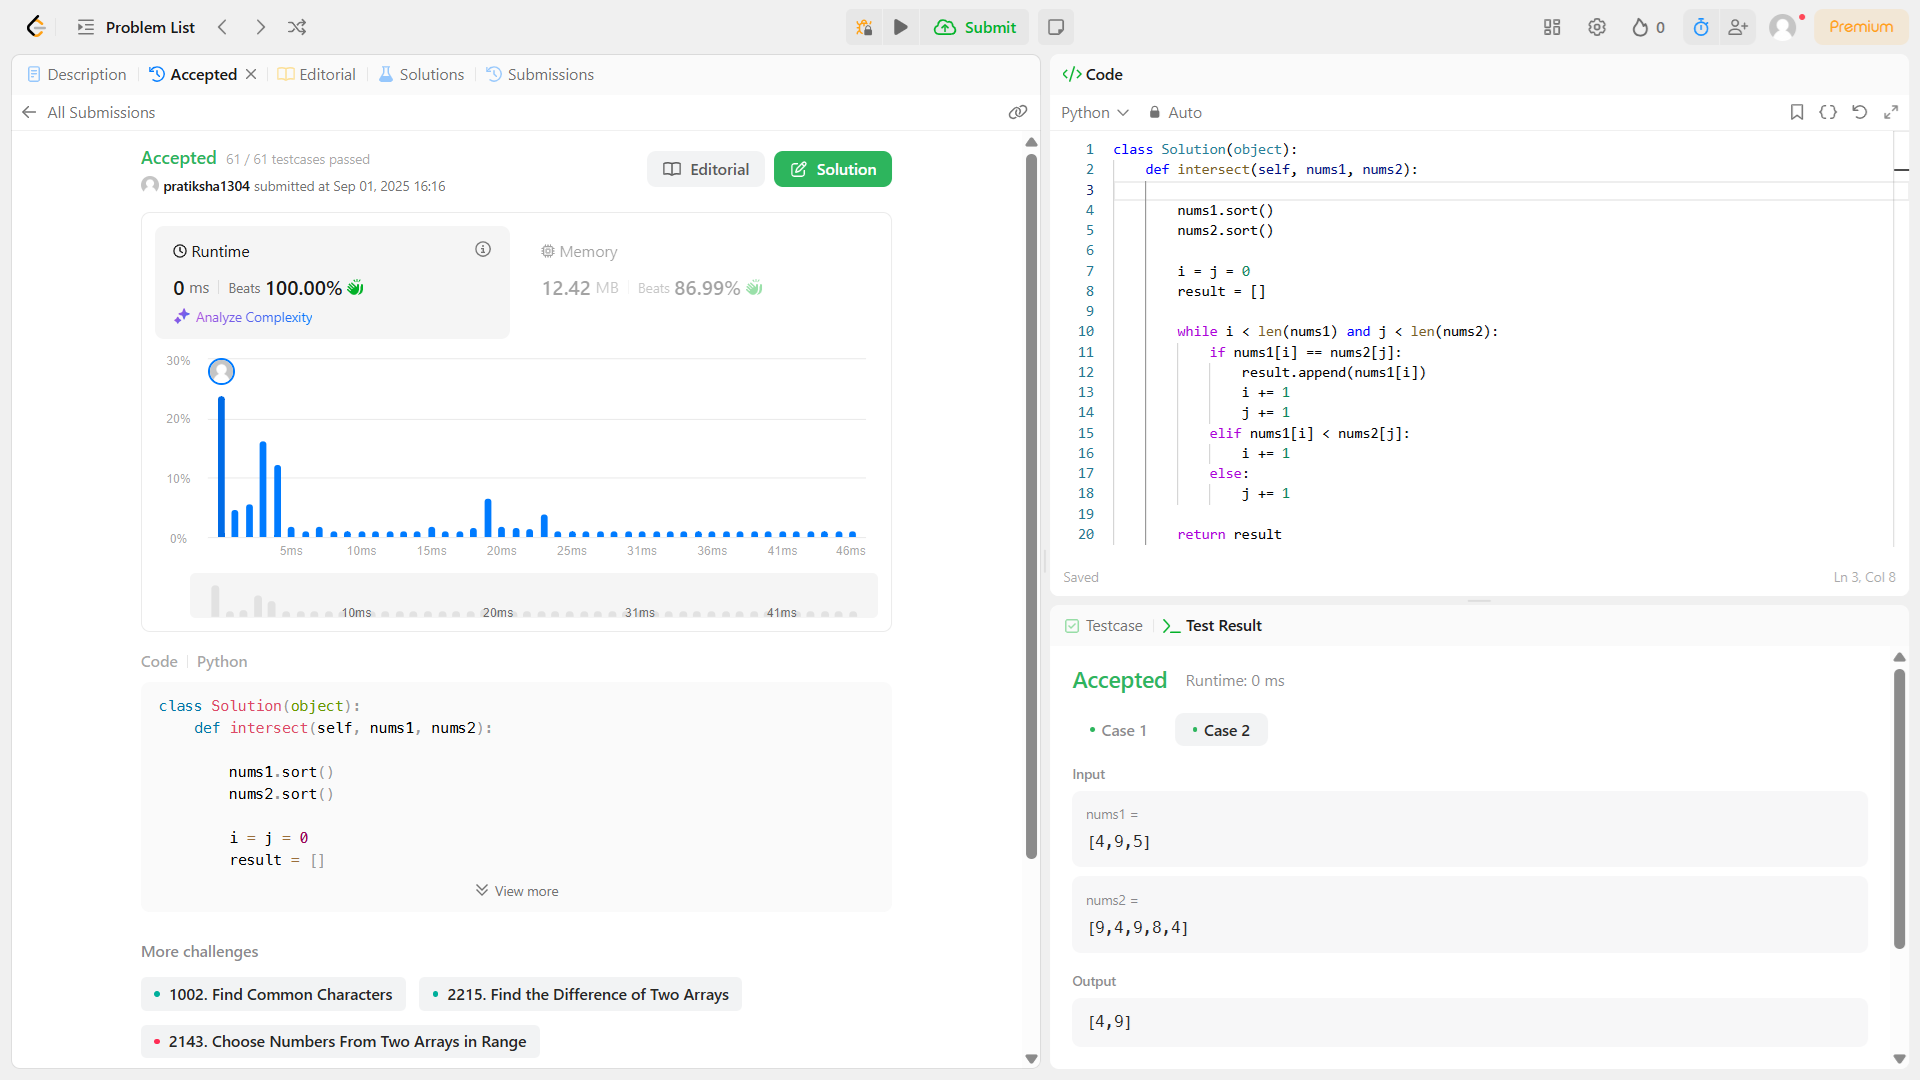 Problem List
Submit
0
Premium
Description
Accepted
Editorial
Solutions
Submissions
All Submissions
Accepted 61 / 61 testcases passed
pratiksha1304 submitted at Sep 01, 2025 16:16
Editorial
Solution
Runtime
0 ms Beats 100.00%
Analyze Complexity
Memory
12.42 MB Beats 86.99%
30%
20%
10%
0%
5ms 10ms 15ms 20ms 25ms 31ms 36ms 41ms 46ms
10ms 20ms 31ms 41ms
Code Python
class Solution(object):
def intersect(self, nums1, nums2):
nums1.sort()
nums2.sort()
i = j = 0
result = []
View more
More challenges
1002. Find Common Characters
2215. Find the Difference of Two Arrays
2143. Choose Numbers From Two Arrays in Range
</> Code
Python
Auto
1 class Solution(object):
2 def intersect(self, nums1, nums2):
3
4 nums1.sort()
5 nums2.sort()
6
7 i = j = 0
8 result = []
9
10 while i < len(nums1) and j < len(nums2):
11 if nums1[i] == nums2[j]:
12 result.append(nums1[i])
13 i += 1
14 j += 1
15 elif nums1[i] < nums2[j]:
16 i += 1
17 else:
18 j += 1
19
20 return result
Saved
Ln 3, Col 8
Testcase
Test Result
Accepted Runtime: 0 ms
Case 1
Case 2
Input
nums1 =
[4,9,5]
nums2 =
[9,4,9,8,4]
Output
[4,9]